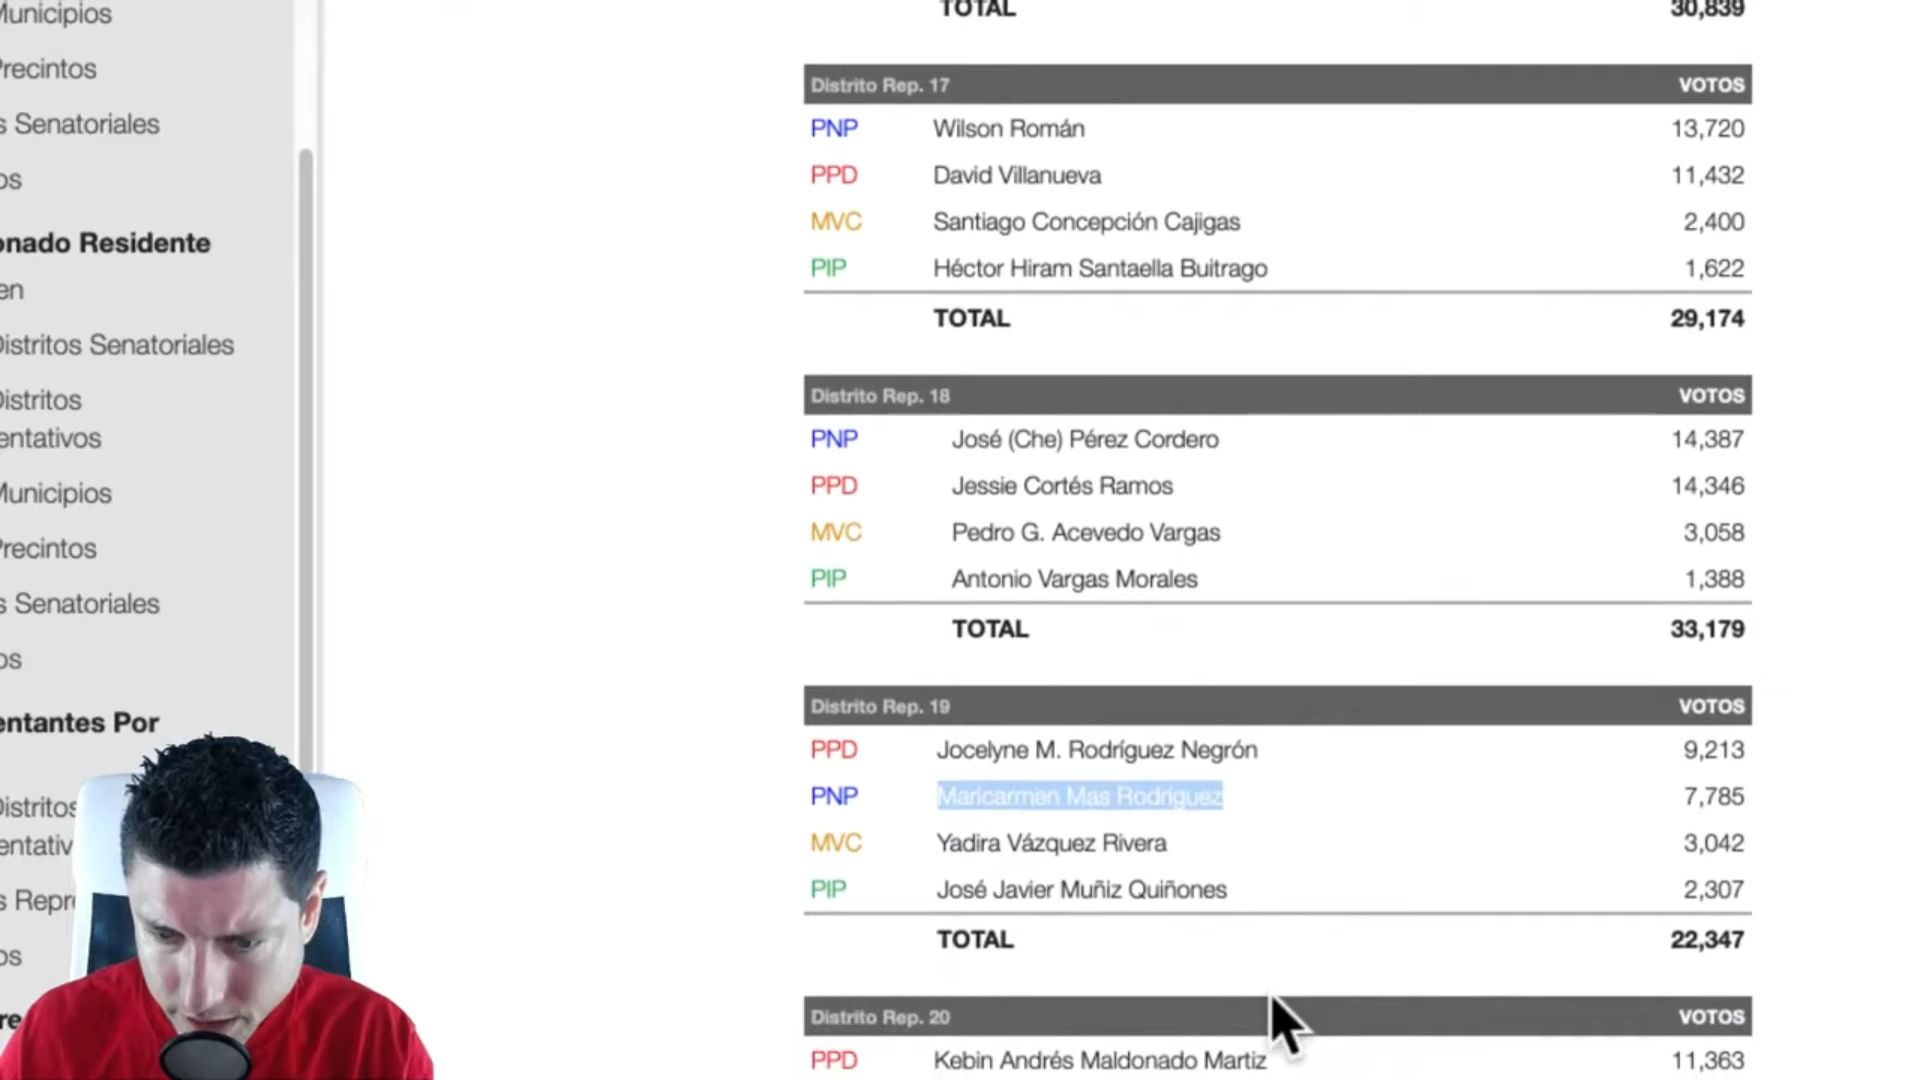 Municipios
Precintos
s Senatoriales
os
onado Residente
en
Distritos Senatoriales
Distritos
entativos
Municipios
Precintos
s Senatoriales
os
entantes Por
Distritos
entativ
s Repr
os
re
TOTAL 30,839
Distrito Rep. 17 VOTOS
PNP Wilson Román 13,720
PPD David Villanueva 11,432
MVC Santiago Concepción Cajigas 2,400
PIP Héctor Hiram Santaella Buitrago 1,622
TOTAL 29,174
Distrito Rep. 18 VOTOS
PNP José (Che) Pérez Cordero 14,387
PPD Jessie Cortés Ramos 14,346
MVC Pedro G. Acevedo Vargas 3,058
PIP Antonio Vargas Morales 1,388
TOTAL 33,179
Distrito Rep. 19 VOTOS
PPD Jocelyne M. Rodríguez Negrón 9,213
PNP Maricarmen Mas Rodríguez 7,785
MVC Yadira Vázquez Rivera 3,042
PIP José Javier Muñiz Quiñones 2,307
TOTAL 22,347
Distrito Rep. 20 VOTOS
PPD Kebin Andrés Maldonado Martiz 11,363